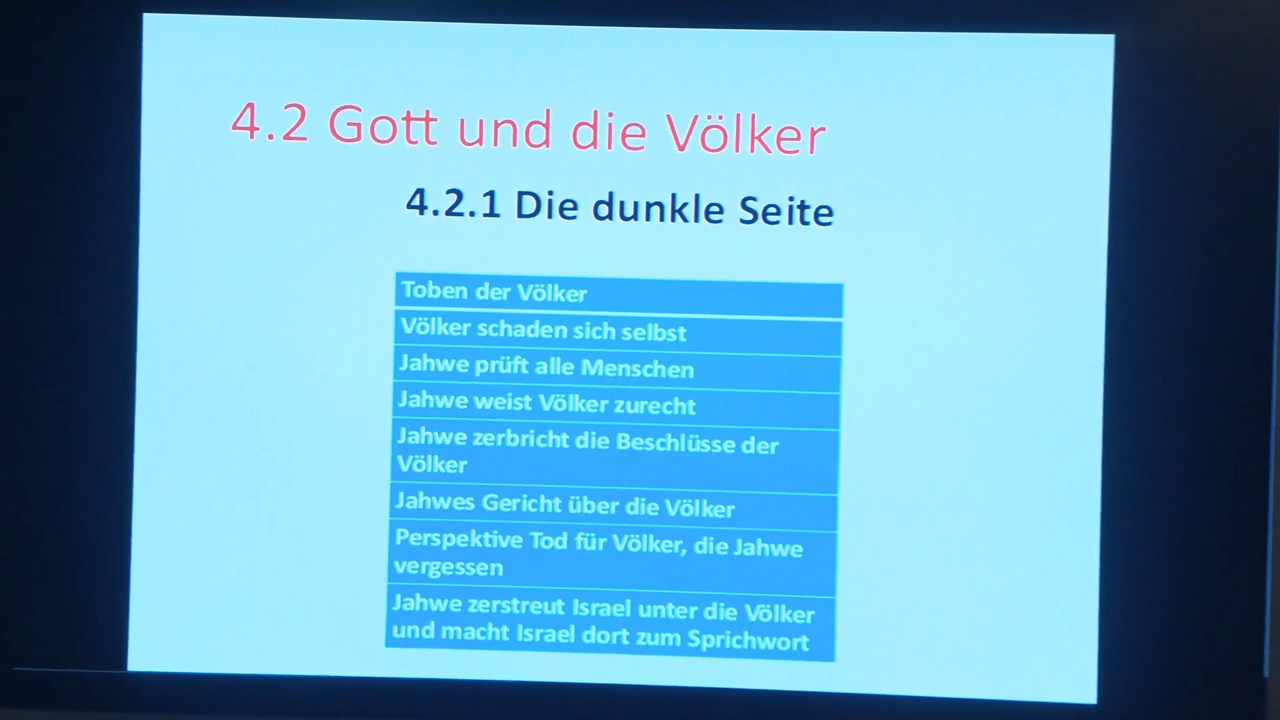 4.2 Gott und die Völker
4.2.1 Die dunkle Seite
Toben der Völker
Völker schaden sich selbst
Jahwe prüft alle Menschen
Jahwe weist Völker zurecht
Jahwe zerbricht die Beschlüsse der
Völker
Jahwes Gericht über die Völker
Perspektive Tod für Völker, die Jahwe
vergessen
Jahwe zerstreut Israel unter die Völker
und macht Israel dort zum Sprichwort